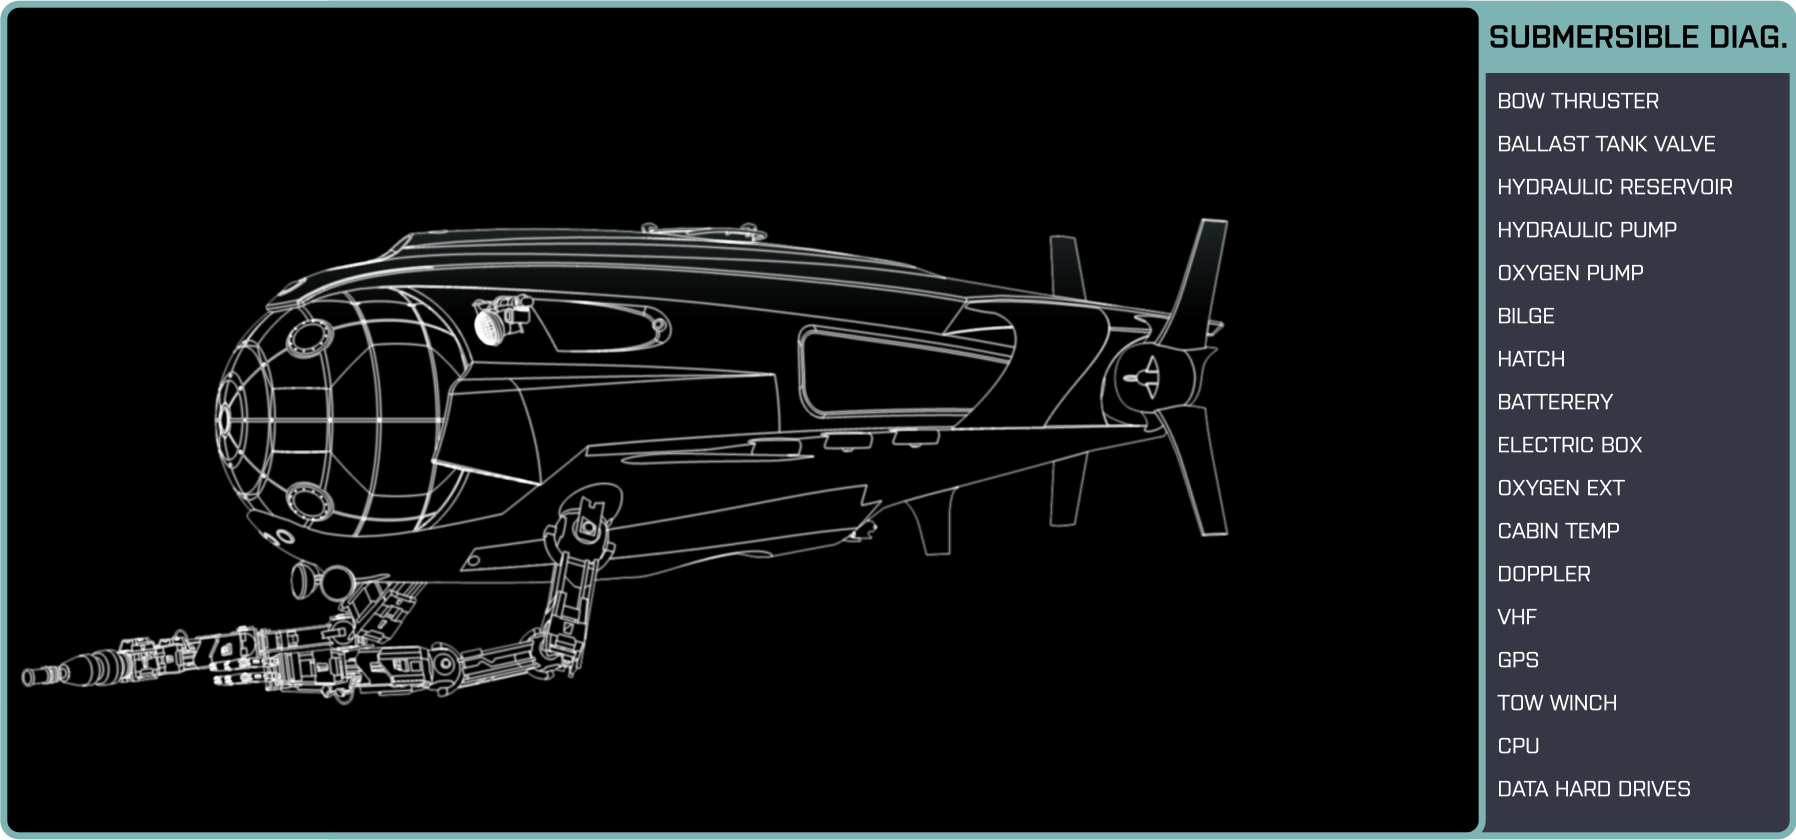 SUBMERSIBLE DIAG.
BOW THRUSTER
BALLAST TANK VALVE
HYDRAULIC RESERVOIR
HYDRAULIC PUMP
OXYGEN PUMP
BILGE
HATCH
BATTERERY
ELECTRIC BOX
OXYGEN EXT
CABIN TEMP
DOPPLER
VHF
GPS
TOW WINCH
CPU
DATA HARD DRIVES